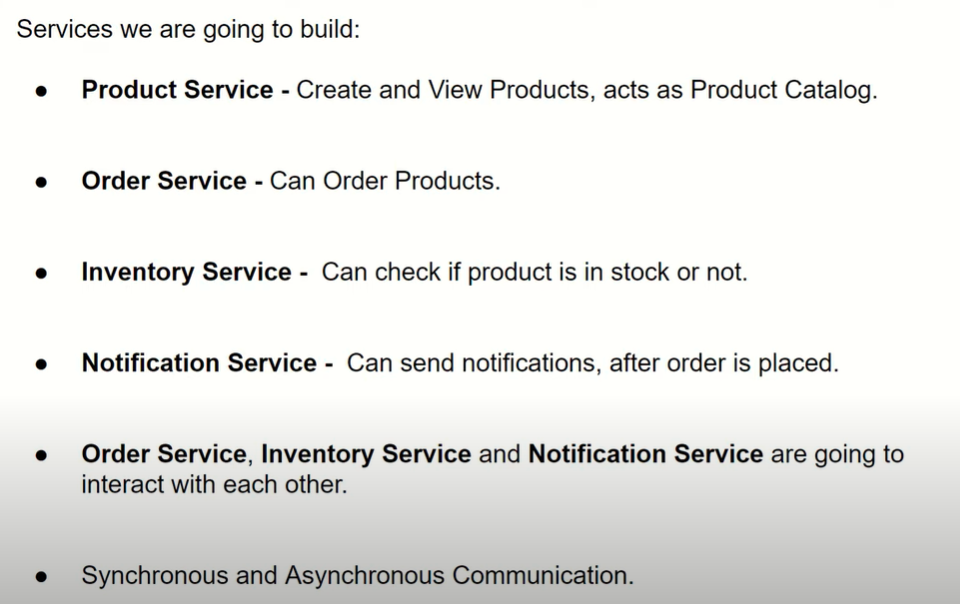 Services we are going to build:
● Product Service - Create and View Products, acts as Product Catalog.
● Order Service - Can Order Products.
● Inventory Service -  Can check if product is in stock or not.
● Notification Service -  Can send notifications, after order is placed.
● Order Service, Inventory Service and Notification Service are going to
interact with each other.
● Synchronous and Asynchronous Communication.